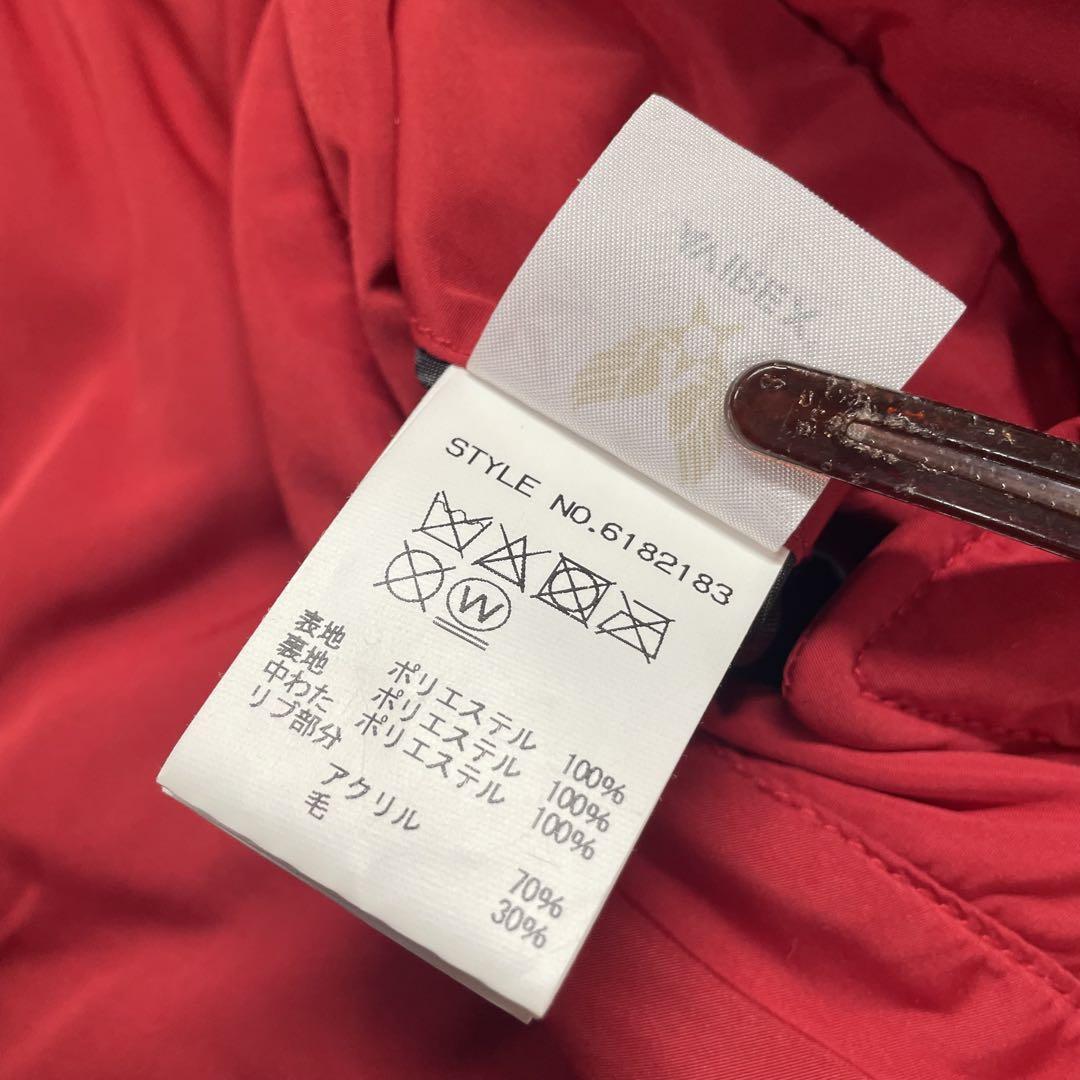 AVIREX
STYLE NO.6182183
W
表地 ポリエステル 100%
裏地 ポリエステル 100%
中わた ポリエステル 100%
リブ部分
アクリル 70%
毛 30%